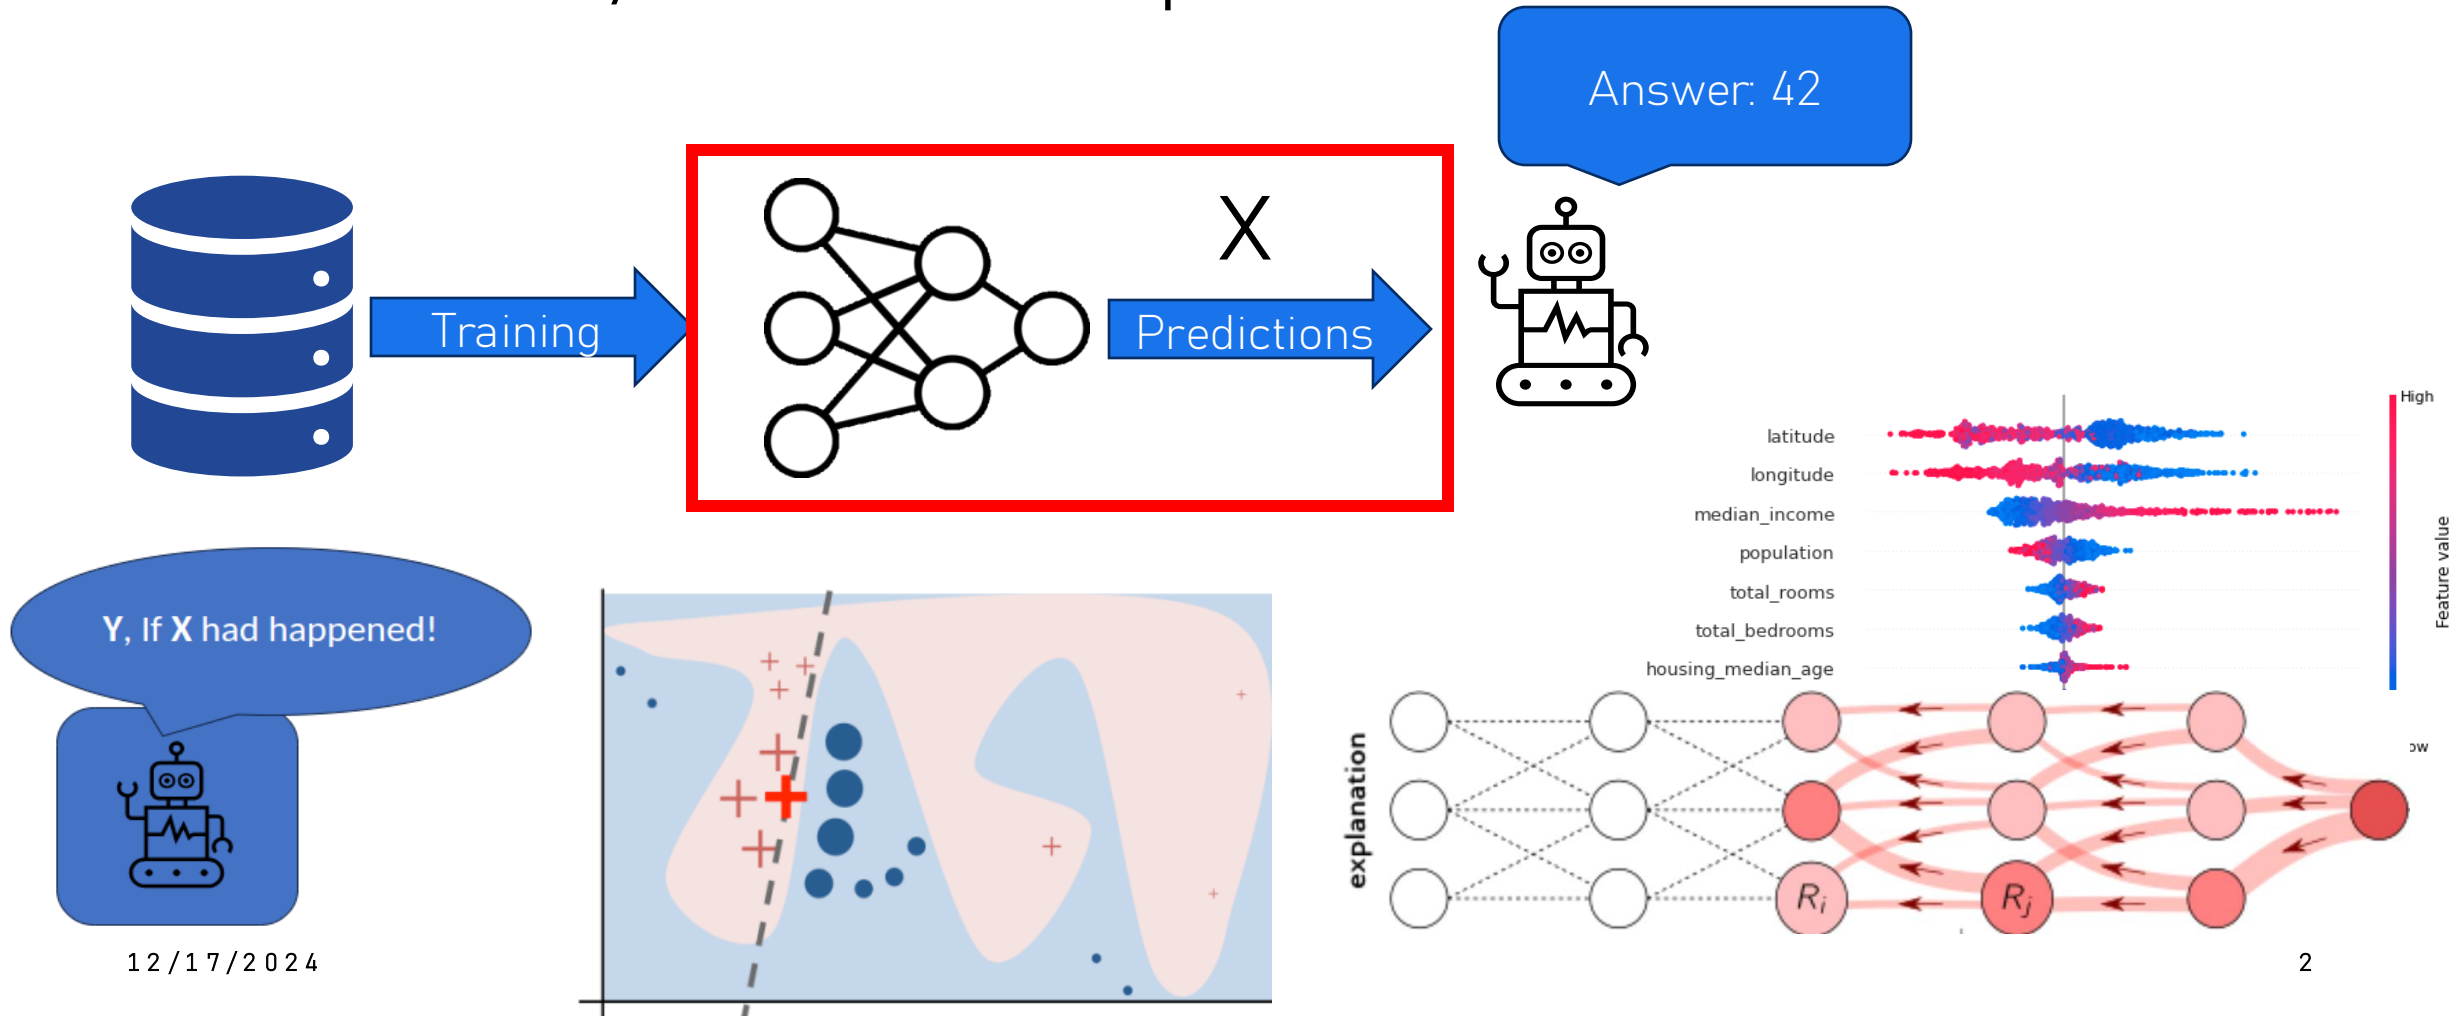 Answer: 42
X
Training
Predictions
High
latitude
longitude
median_income
population
total_rooms
total_bedrooms
housing_median_age
Feature value
Y, If X had happened!
explanation
Ri
Rj
12/17/2024
2